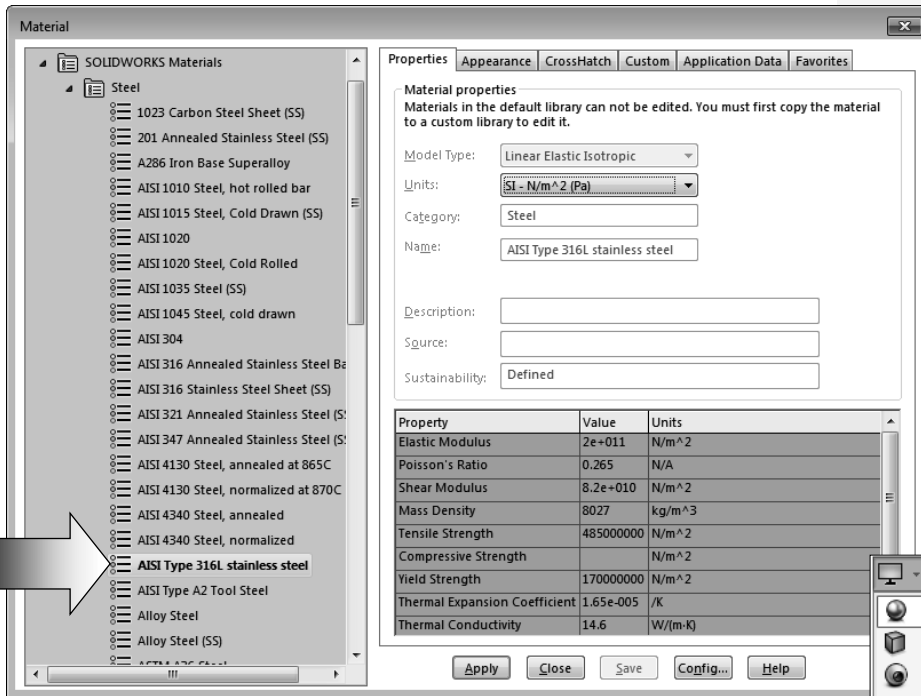 Material
SOLIDWORKS Materials
Steel
1023 Carbon Steel Sheet (SS)
201 Annealed Stainless Steel (SS)
A286 Iron Base Superalloy
AISI 1010 Steel, hot rolled bar
AISI 1015 Steel, Cold Drawn (SS)
AISI 1020
AISI 1020 Steel, Cold Rolled
AISI 1035 Steel (SS)
AISI 1045 Steel, cold drawn
AISI 304
AISI 316 Annealed Stainless Steel Ba
AISI 316 Stainless Steel Sheet (SS)
AISI 321 Annealed Stainless Steel (S
AISI 347 Annealed Stainless Steel (S
AISI 4130 Steel, annealed at 865C
AISI 4130 Steel, normalized at 870C
AISI 4340 Steel, annealed
AISI 4340 Steel, normalized
AISI Type 316L stainless steel
AISI Type A2 Tool Steel
Alloy Steel
Alloy Steel (SS)
ASTM A36 Steel
Properties Appearance CrossHatch Custom Application Data Favorites
Material properties
Materials in the default library can not be edited. You must first copy the material
to a custom library to edit it.
Model Type: Linear Elastic Isotropic
Units: SI - N/m^2 (Pa)
Category: Steel
Name: AISI Type 316L stainless steel
Description:
Source:
Sustainability: Defined
Property Value Units
Elastic Modulus 2e+011 N/m^2
Poisson's Ratio 0.265 N/A
Shear Modulus 8.2e+010 N/m^2
Mass Density 8027 kg/m^3
Tensile Strength 485000000 N/m^2
Compressive Strength N/m^2
Yield Strength 170000000 N/m^2
Thermal Expansion Coefficient 1.65e-005 /K
Thermal Conductivity 14.6 W/(m·K)
Apply Close Save Config... Help